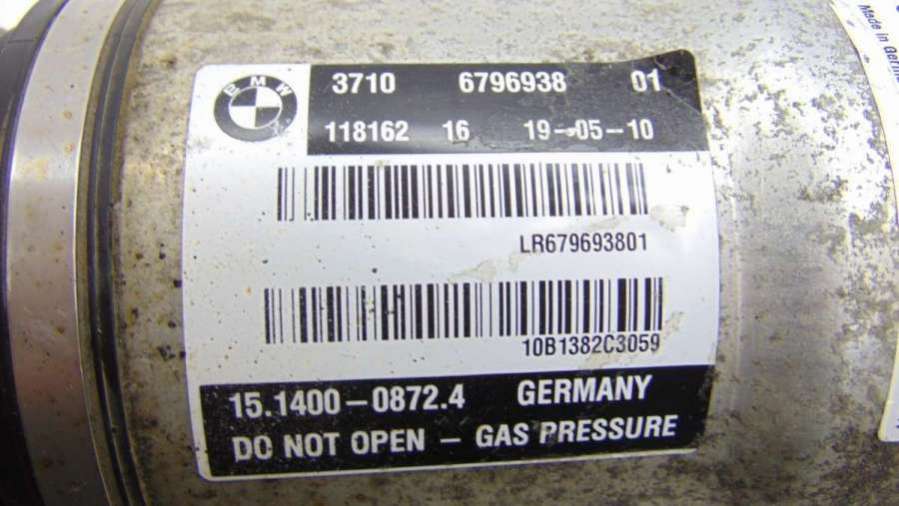 BMW
3710 6796938 01
118162 16 19-05-10
LR679693801
10B1382C3059
15.1400-0872.4 GERMANY
DO NOT OPEN - GAS PRESSURE
Made in Germ